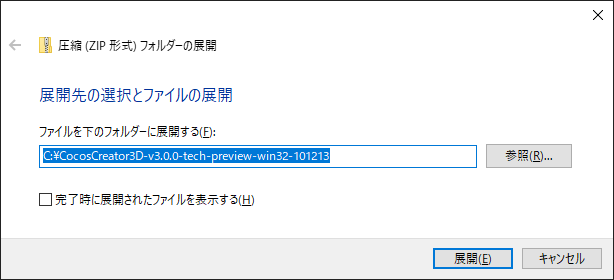 圧縮 (ZIP 形式) フォルダーの展開
展開先の選択とファイルの展開
ファイルを下のフォルダーに展開する(F):
C:¥CocosCreator3D-v3.0.0-tech-preview-win32-101213
参照(R)...
完了時に展開されたファイルを表示する(H)
展開(E)
キャンセル